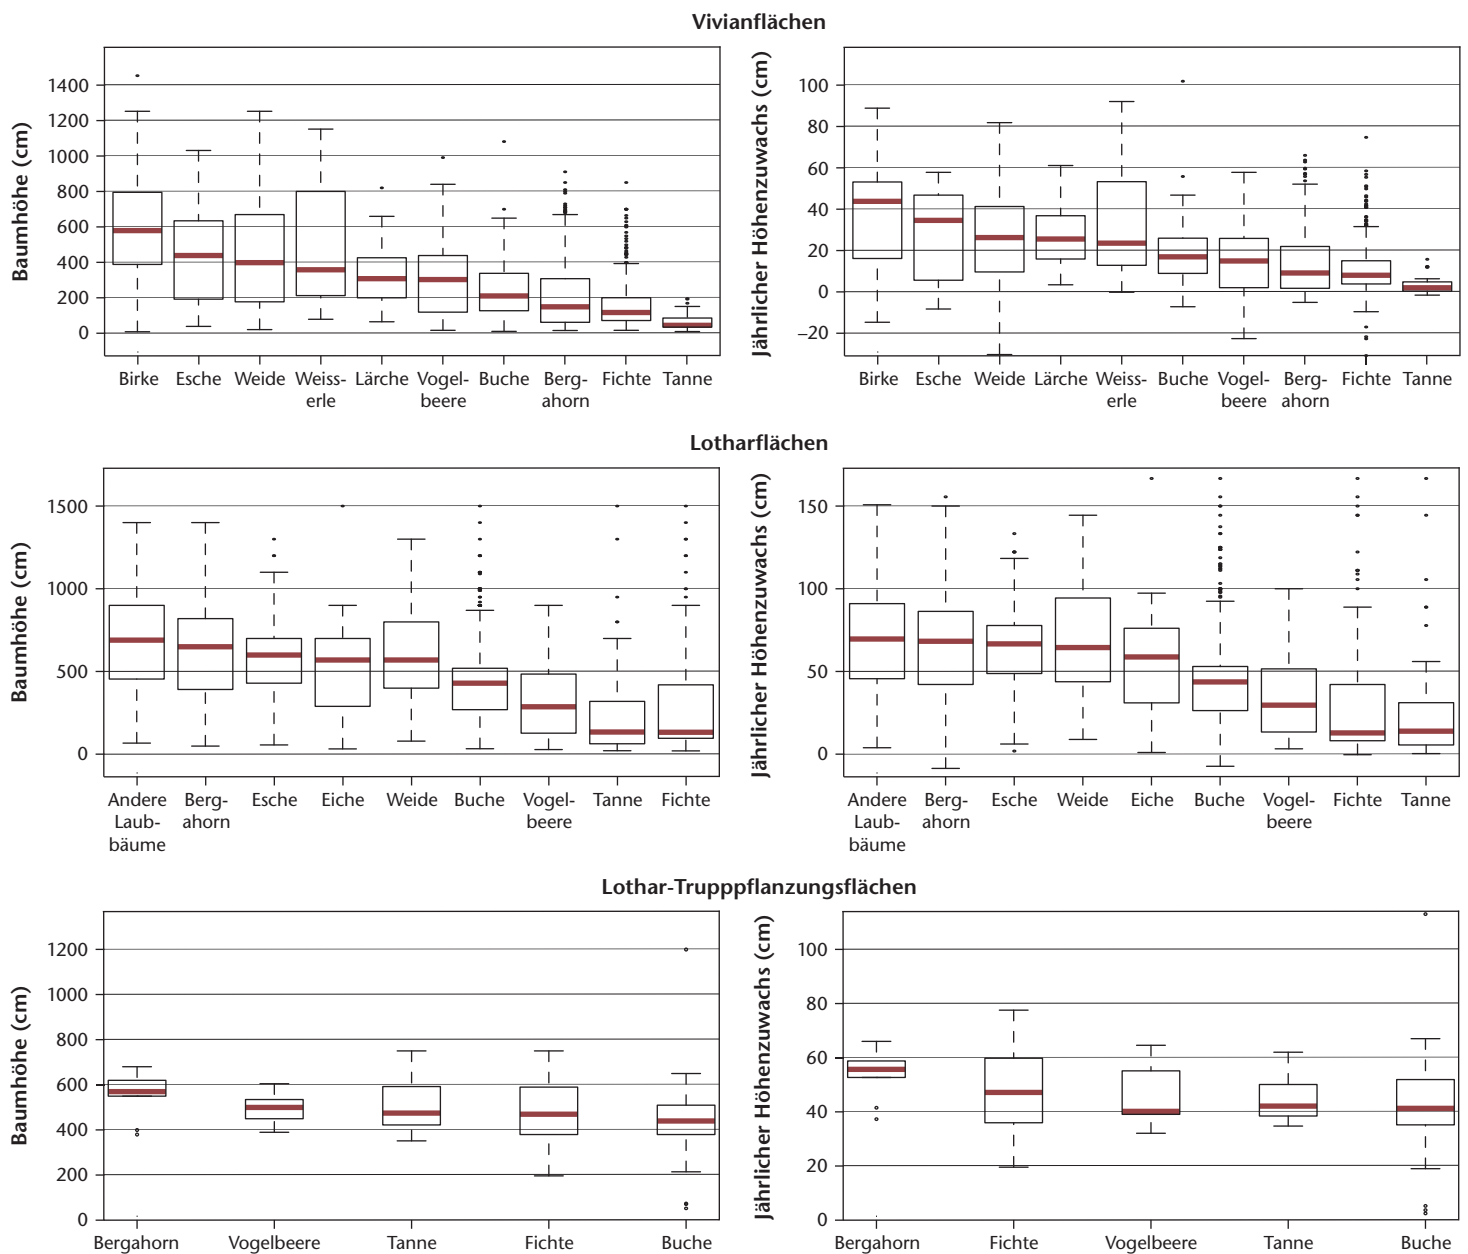 Vivianflächen
Baumhöhe (cm)
1400
1200
1000
800
600
400
200
0
Birke Esche Weide Weiss- Lärche Vogel- Buche Berg- Fichte Tanne
erle beere ahorn
Jährlicher Höhenzuwachs (cm)
100
80
60
40
20
0
–20
Birke Esche Weide Lärche Weiss- Buche Vogel- Berg- Fichte Tanne
erle beere ahorn
Lotharflächen
Baumhöhe (cm)
1500
1000
500
0
Andere Berg- Esche Eiche Weide Buche Vogel- Tanne Fichte
Laub- ahorn beere
bäume
Jährlicher Höhenzuwachs (cm)
150
100
50
0
Andere Berg- Esche Weide Eiche Buche Vogel- Fichte Tanne
Laub- ahorn beere
bäume
Lothar-Trupppflanzungsflächen
Baumhöhe (cm)
1200
1000
800
600
400
200
0
Bergahorn Vogelbeere Tanne Fichte Buche
Jährlicher Höhenzuwachs (cm)
100
80
60
40
20
0
Bergahorn Fichte Vogelbeere Tanne Buche